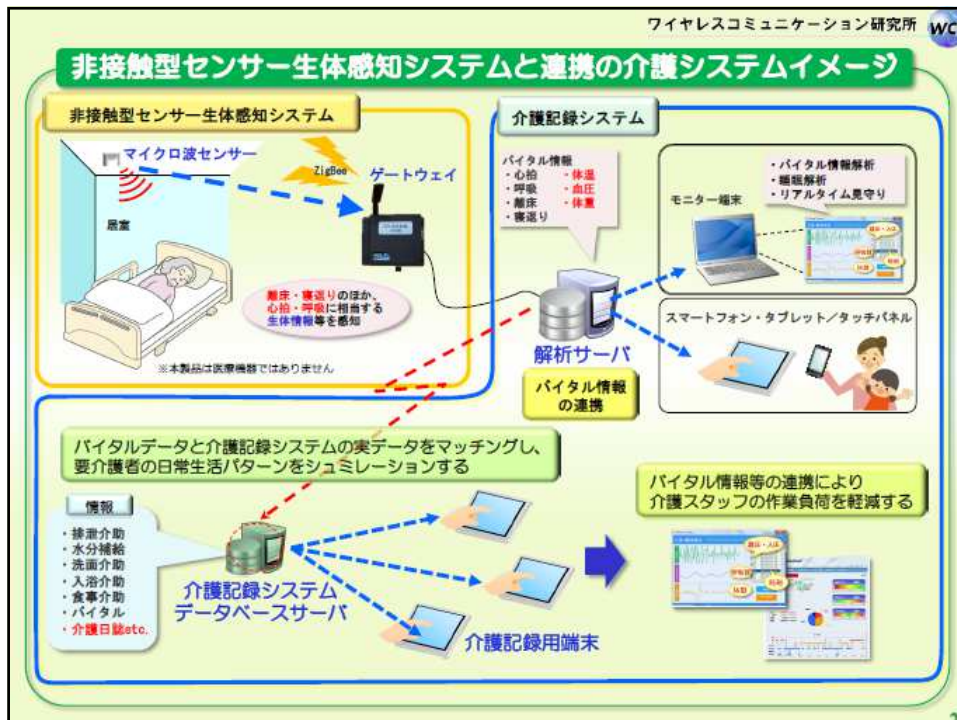 ワイヤレスコミュニケーション研究所
WC
非接触型センサー生体感知システムと連携の介護システムイメージ
非接触型センサー生体感知システム
マイクロ波センサー
ZigBee
ゲートウェイ
居室
離床・寝返りのほか、
心拍・呼吸に相当する
生体情報等を感知
※本製品は医療機器ではありません
介護記録システム
バイタル情報
・心拍 ・体温
・呼吸 ・血圧
・離床 ・体重
・寝返り
モニター端末
・バイタル情報解析
・睡眠解析
・リアルタイム見守り
解析サーバ
スマートフォン・タブレット／タッチパネル
バイタル情報
の連携
バイタルデータと介護記録システムの実データをマッチングし、
要介護者の日常生活パターンをシュミレーションする
情報
・排泄介助
・水分補給
・洗面介助
・入浴介助
・食事介助
・バイタル
・介護日誌etc.
介護記録システム
データベースサーバ
介護記録用端末
バイタル情報等の連携により
介護スタッフの作業負荷を軽減する